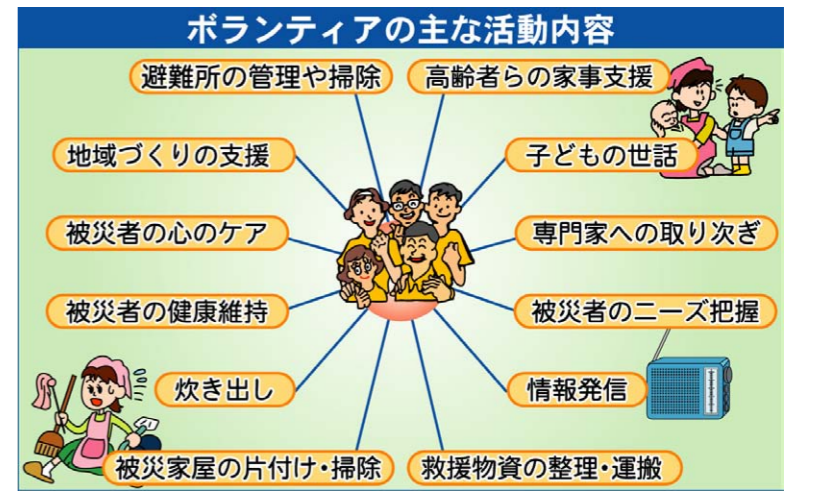 ボランティアの主な活動内容
避難所の管理や掃除
高齢者らの家事支援
地域づくりの支援
子どもの世話
被災者の心のケア
専門家への取り次ぎ
被災者の健康維持
被災者のニーズ把握
炊き出し
情報発信
被災家屋の片付け・掃除
救援物資の整理・運搬